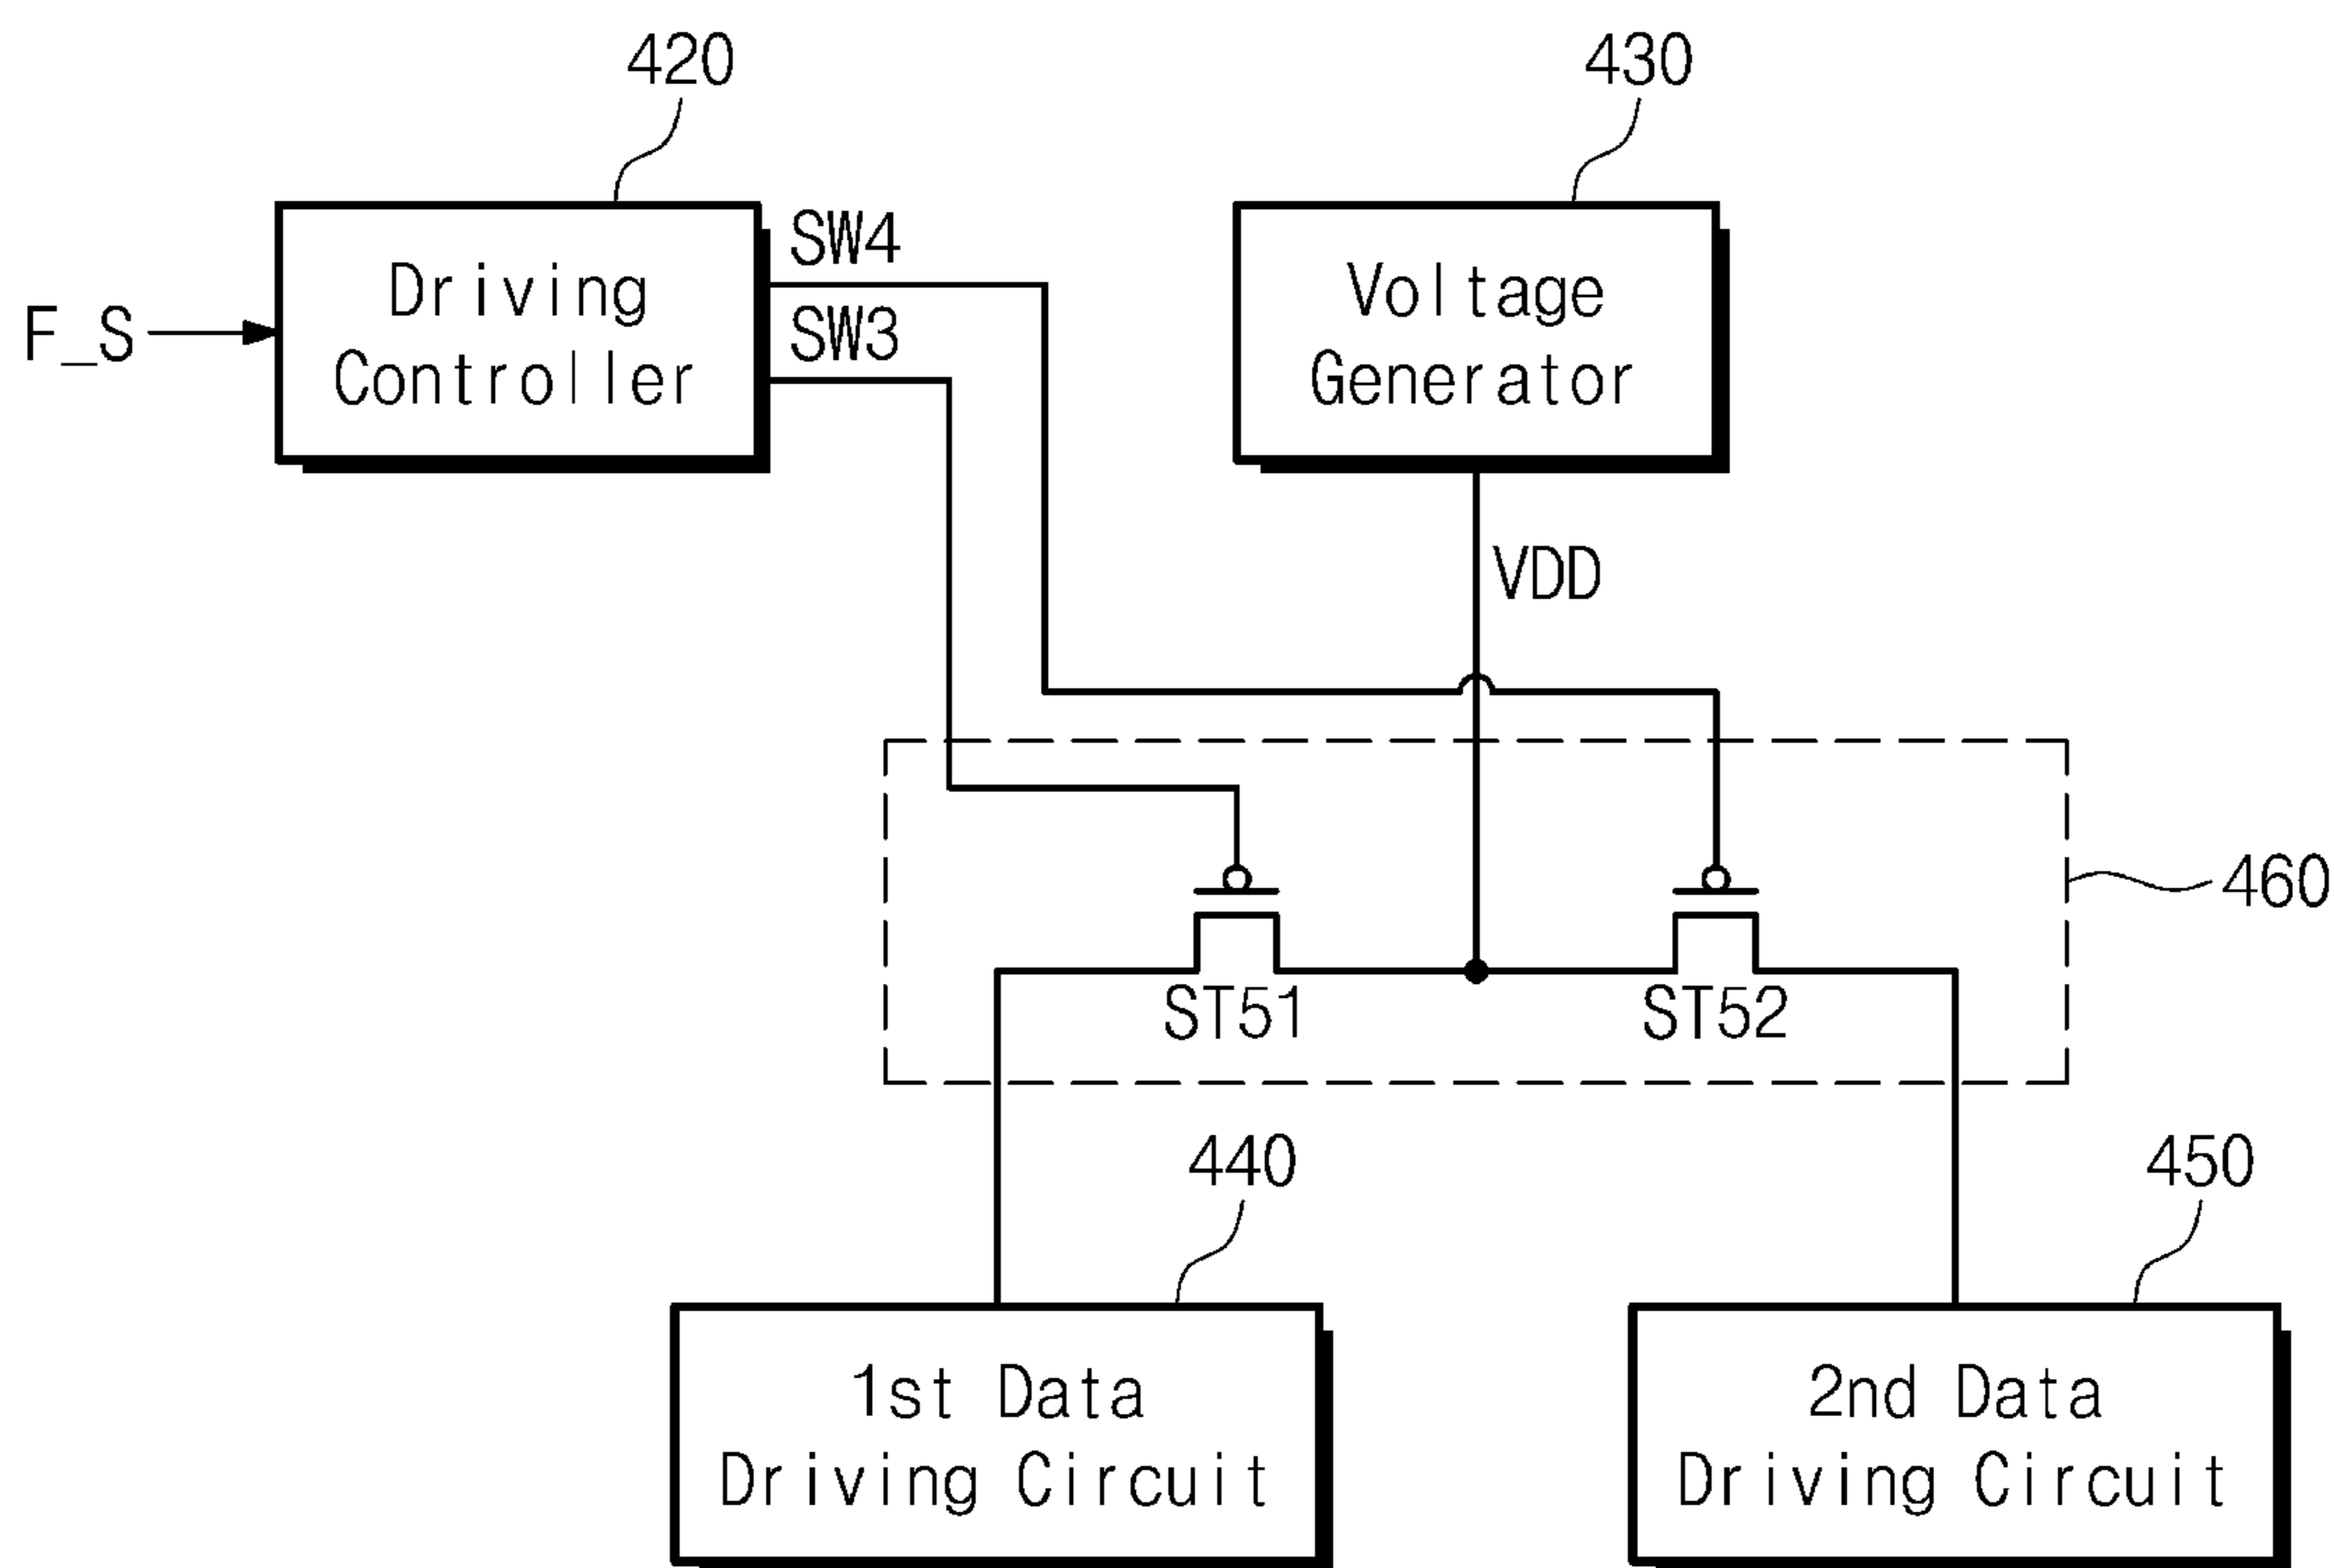 420
430
SW4
Driving
Controller
F_S
SW3
Voltage
Generator
VDD
460
ST51
ST52
440
450
1st Data
Driving Circuit
2nd Data
Driving Circuit